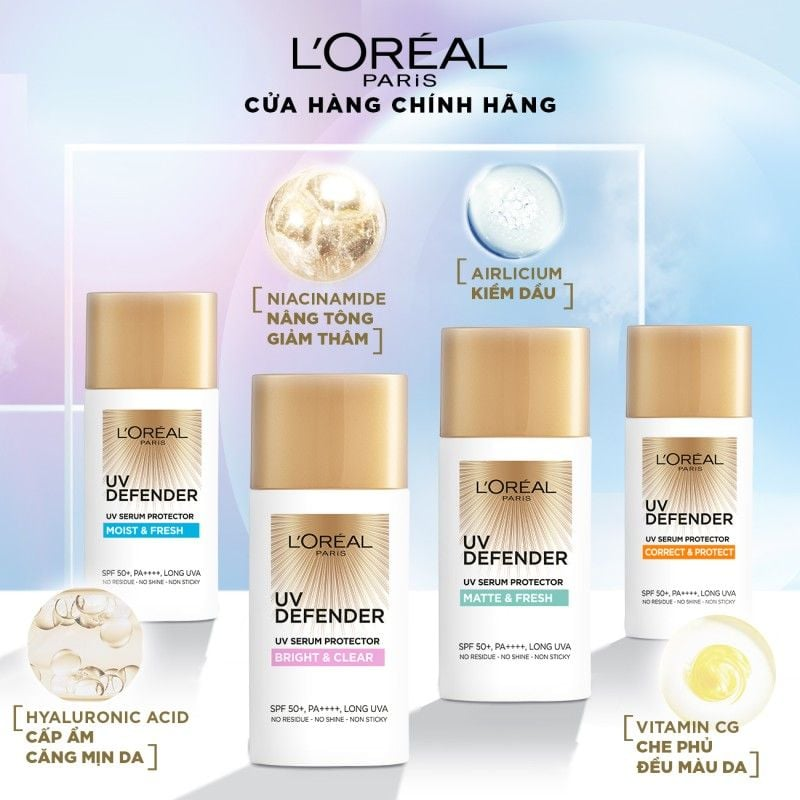 L'ORÉAL
PARIS
CỬA HÀNG CHÍNH HÃNG
NIACINAMIDE
NÂNG TÔNG
GIẢM THÂM
AIRLICIUM
KIỀM DẦU
L'ORÉAL
PARIS
UV
DEFENDER
UV SERUM PROTECTOR
MOIST & FRESH
SPF 50+, PA++++, LONG UVA
NO RESIDUE - NO SHINE - NON STICKY
L'ORÉAL
PARIS
UV
DEFENDER
UV SERUM PROTECTOR
BRIGHT & CLEAR
SPF 50+, PA++++, LONG UVA
NO RESIDUE - NO SHINE - NON STICKY
L'ORÉAL
PARIS
UV
DEFENDER
UV SERUM PROTECTOR
MATTE & FRESH
SPF 50+, PA++++, LONG UVA
NO RESIDUE - NO SHINE - NON STICKY
L'ORÉAL
PARIS
UV
DEFENDER
UV SERUM PROTECTOR
CORRECT & PROTECT
SPF 50+, PA++++, LONG UVA
NO RESIDUE - NO SHINE - NON STICKY
HYALURONIC ACID
CẤP ẨM
CĂNG MỊN DA
VITAMIN CG
CHE PHỦ
ĐỀU MÀU DA